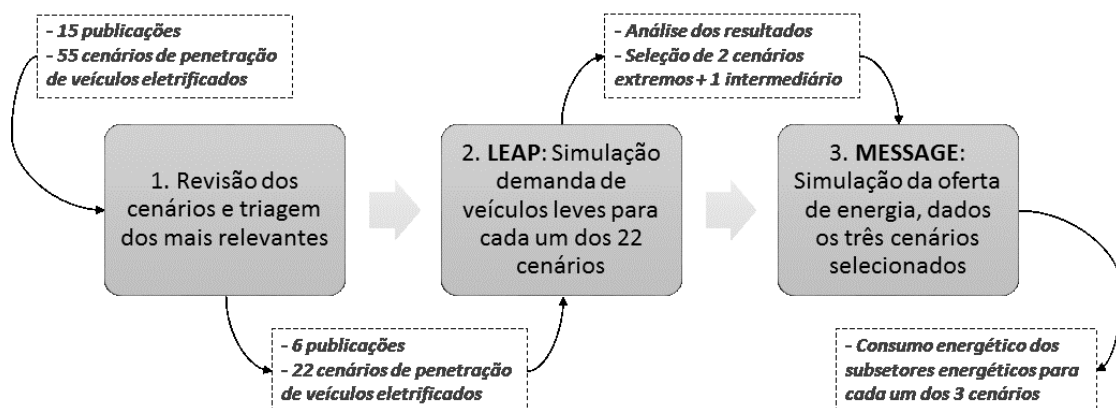 - 15 publicações
- 55 cenários de penetração
de veículos eletrificados
1. Revisão dos
cenários e triagem
dos mais relevantes
- 6 publicações
- 22 cenários de penetração
de veículos eletrificados
2. LEAP: Simulação
demanda de
veículos leves para
cada um dos 22
cenários
- Análise dos resultados
- Seleção de 2 cenários
extremos + 1 intermediário
3. MESSAGE:
Simulação da oferta
de energia, dados
os três cenários
selecionados
- Consumo energético dos
subsetores energéticos para
cada um dos 3 cenários